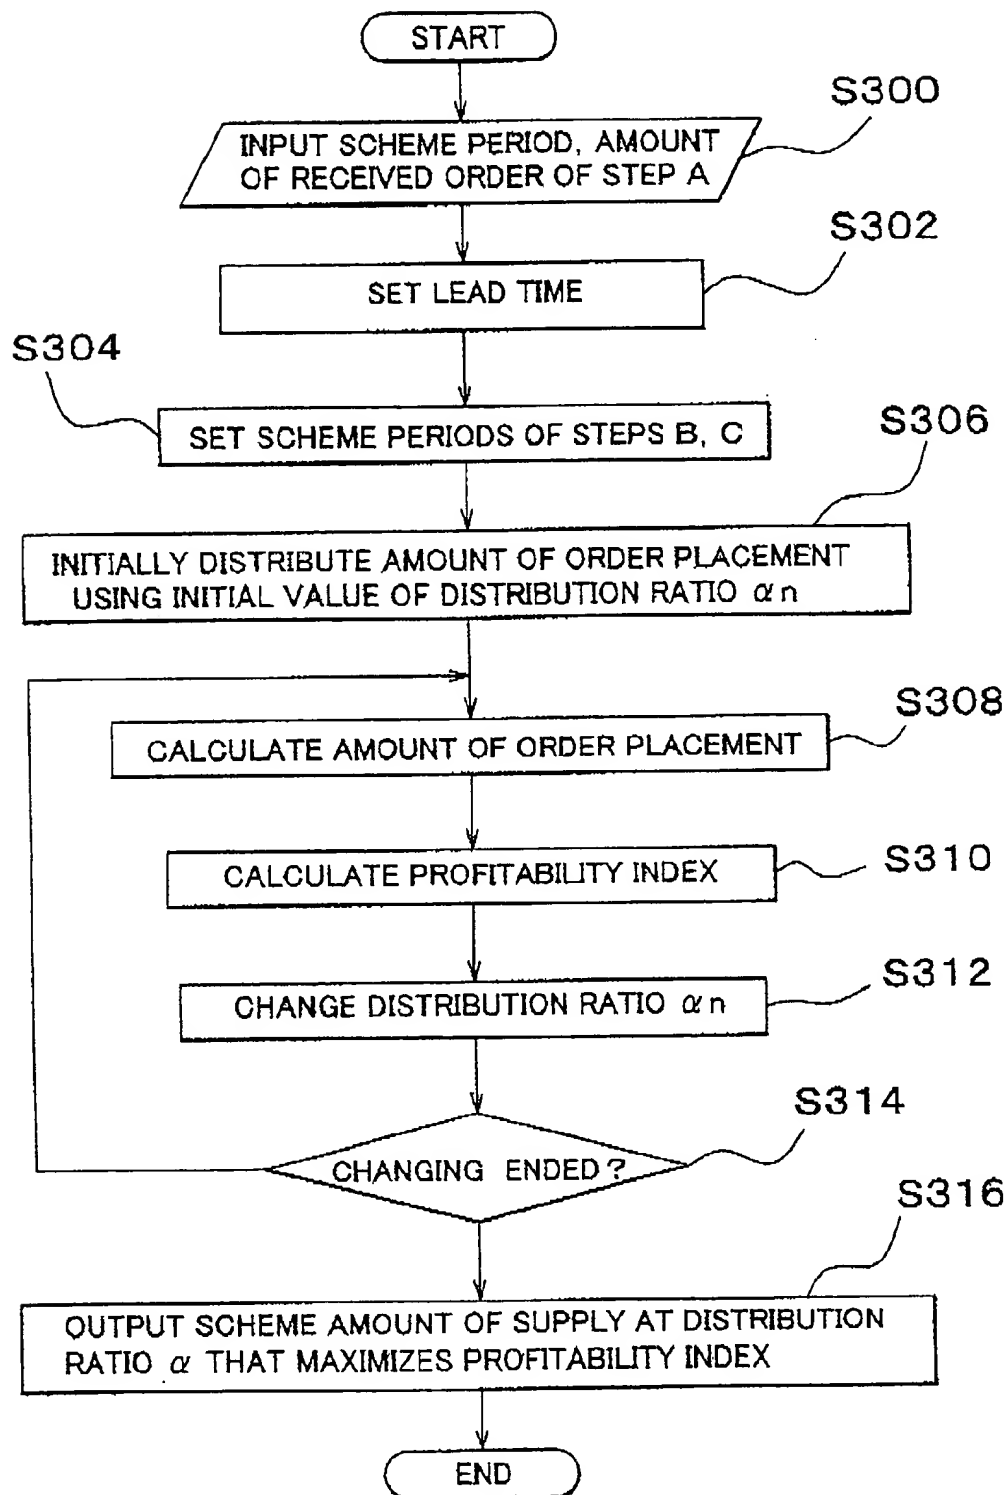 START
S300
INPUT SCHEME PERIOD, AMOUNT
OF RECEIVED ORDER OF STEP A
S302
SET LEAD TIME
S304
SET SCHEME PERIODS OF STEPS B, C
S306
INITIALLY DISTRIBUTE AMOUNT OF ORDER PLACEMENT
USING INITIAL VALUE OF DISTRIBUTION RATIO αn
S308
CALCULATE AMOUNT OF ORDER PLACEMENT
S310
CALCULATE PROFITABILITY INDEX
S312
CHANGE DISTRIBUTION RATIO αn
S314
CHANGING ENDED?
S316
OUTPUT SCHEME AMOUNT OF SUPPLY AT DISTRIBUTION
RATIO α THAT MAXIMIZES PROFITABILITY INDEX
END